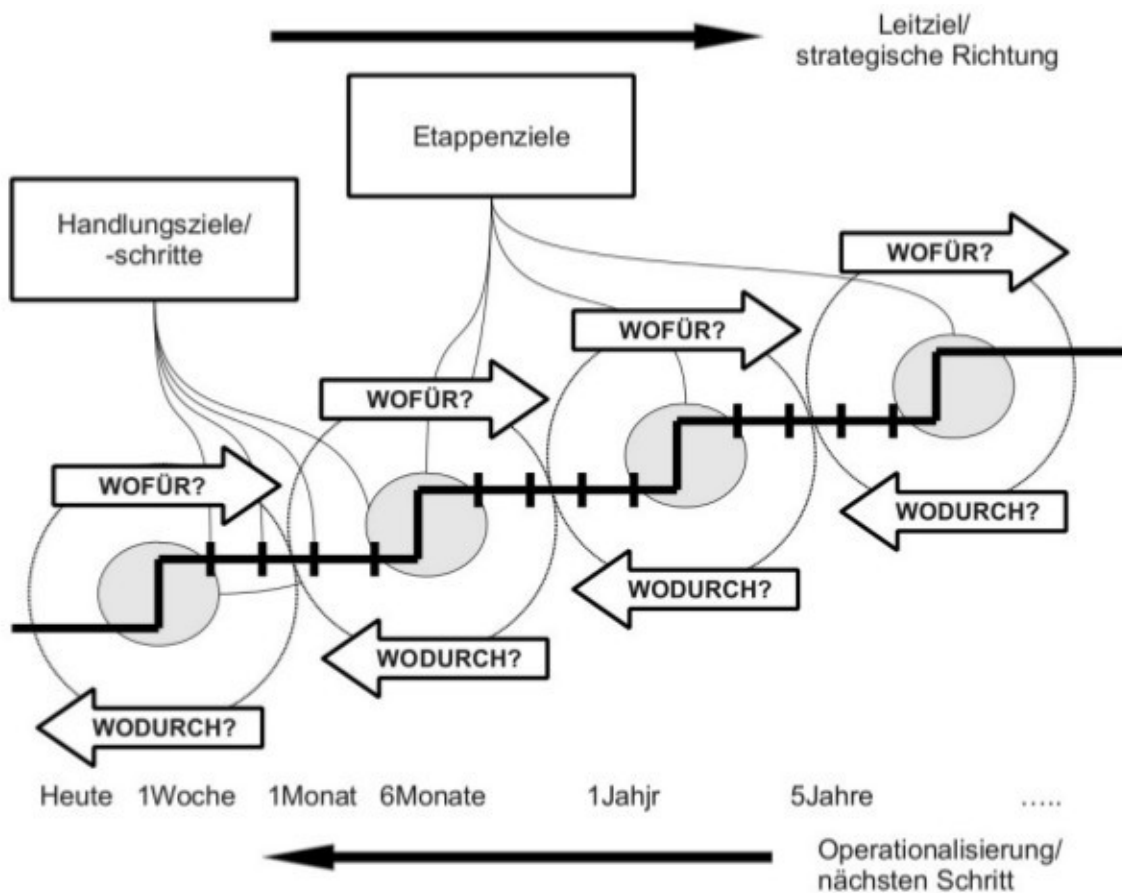 Leitziel/
strategische Richtung
Etappenziele
Handlungsziele/
-schritte
WOFÜR?
WOFÜR?
WOFÜR?
WOFÜR?
WODURCH?
WODURCH?
WODURCH?
WODURCH?
Heute 1Woche 1Monat 6Monate 1Jahjr 5Jahre .....
Operationalisierung/
nächsten Schritt